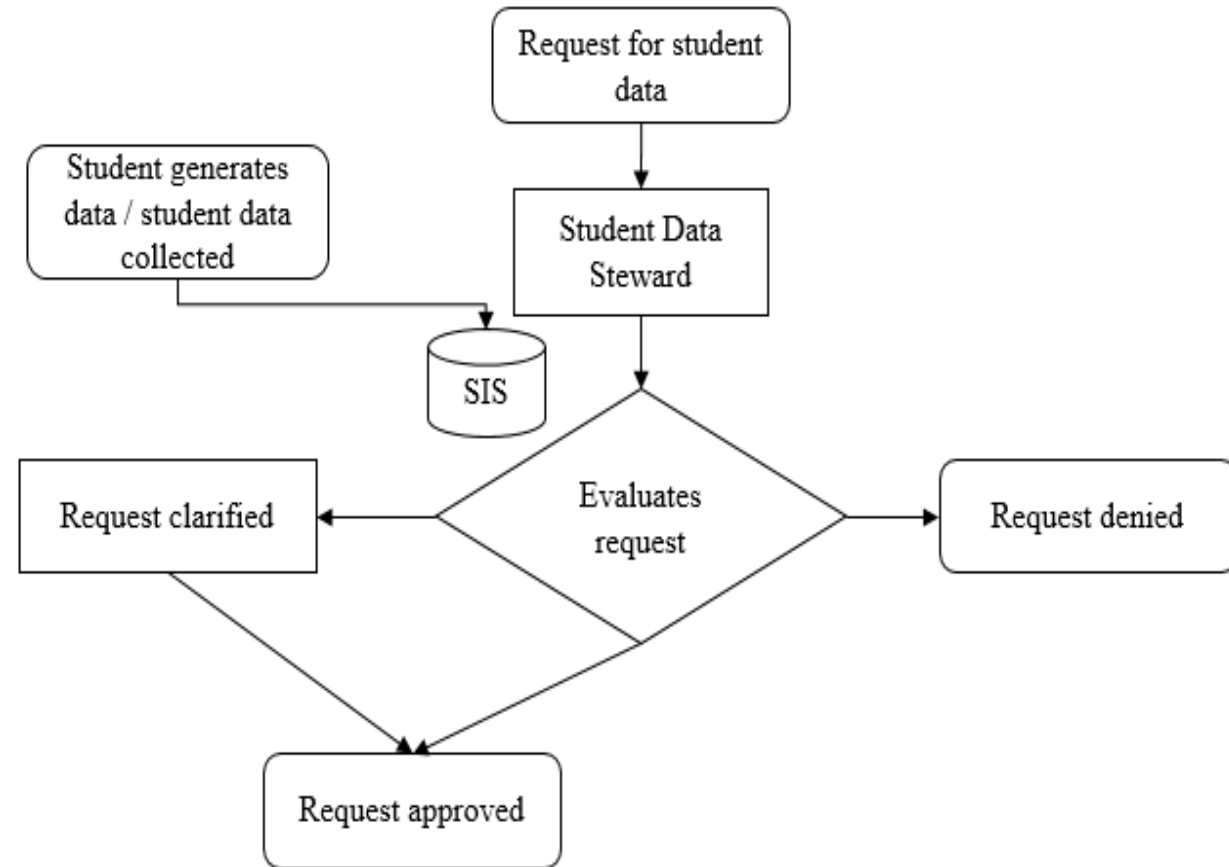 Request for student
data
Student generates
data / student data
collected
Student Data
Steward
SIS
Request clarified
Evaluates
request
Request denied
Request approved